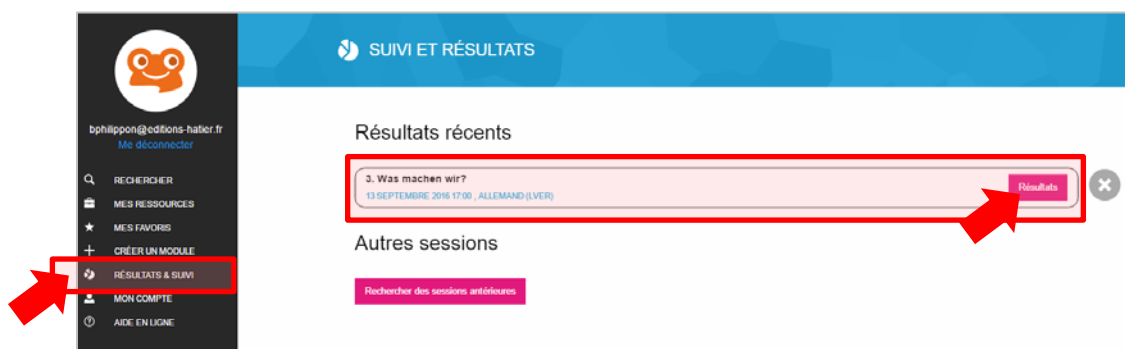 SUIVI ET RÉSULTATS
bphilippon@editions-hatier.fr
Me déconnecter
RECHERCHER
MES RESSOURCES
MES FAVORIS
CRÉER UN MODULE
RÉSULTATS & SUIVI
MON COMPTE
AIDE EN LIGNE
Résultats récents
3. Was machen wir?
13 SEPTEMBRE 2016 17:00 , ALLEMAND (LVER)
Résultats
Autres sessions
Rechercher des sessions antérieures